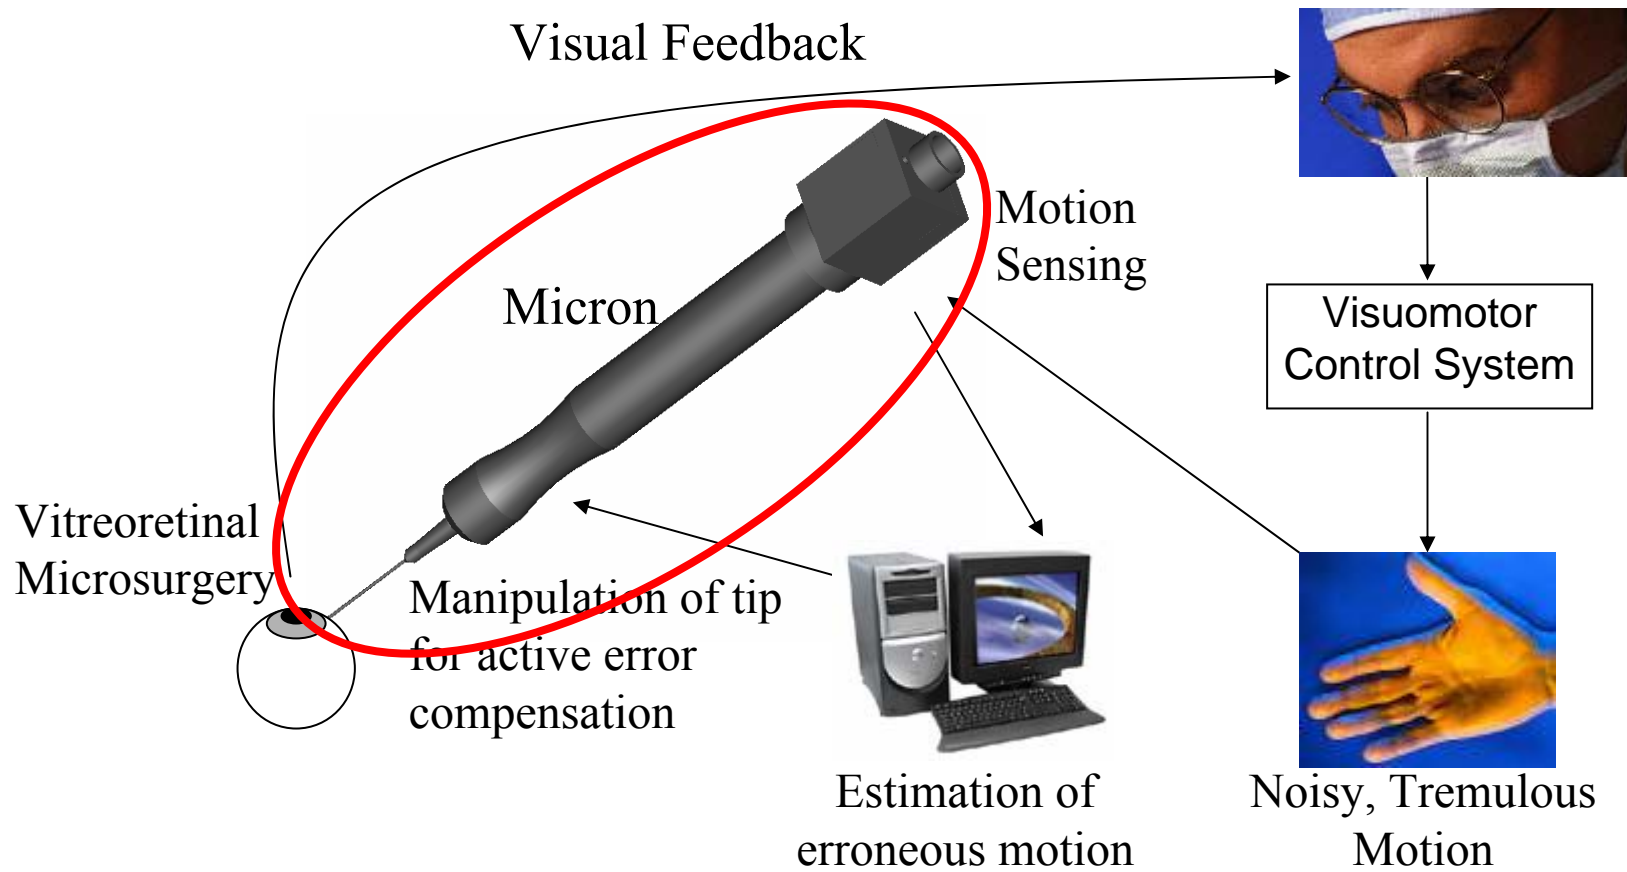 Visual Feedback
Motion
Sensing
Micron
Visuomotor
Control System
Vitreoretinal
Microsurgery
Manipulation of tip
for active error
compensation
Estimation of
erroneous motion
Noisy, Tremulous
Motion